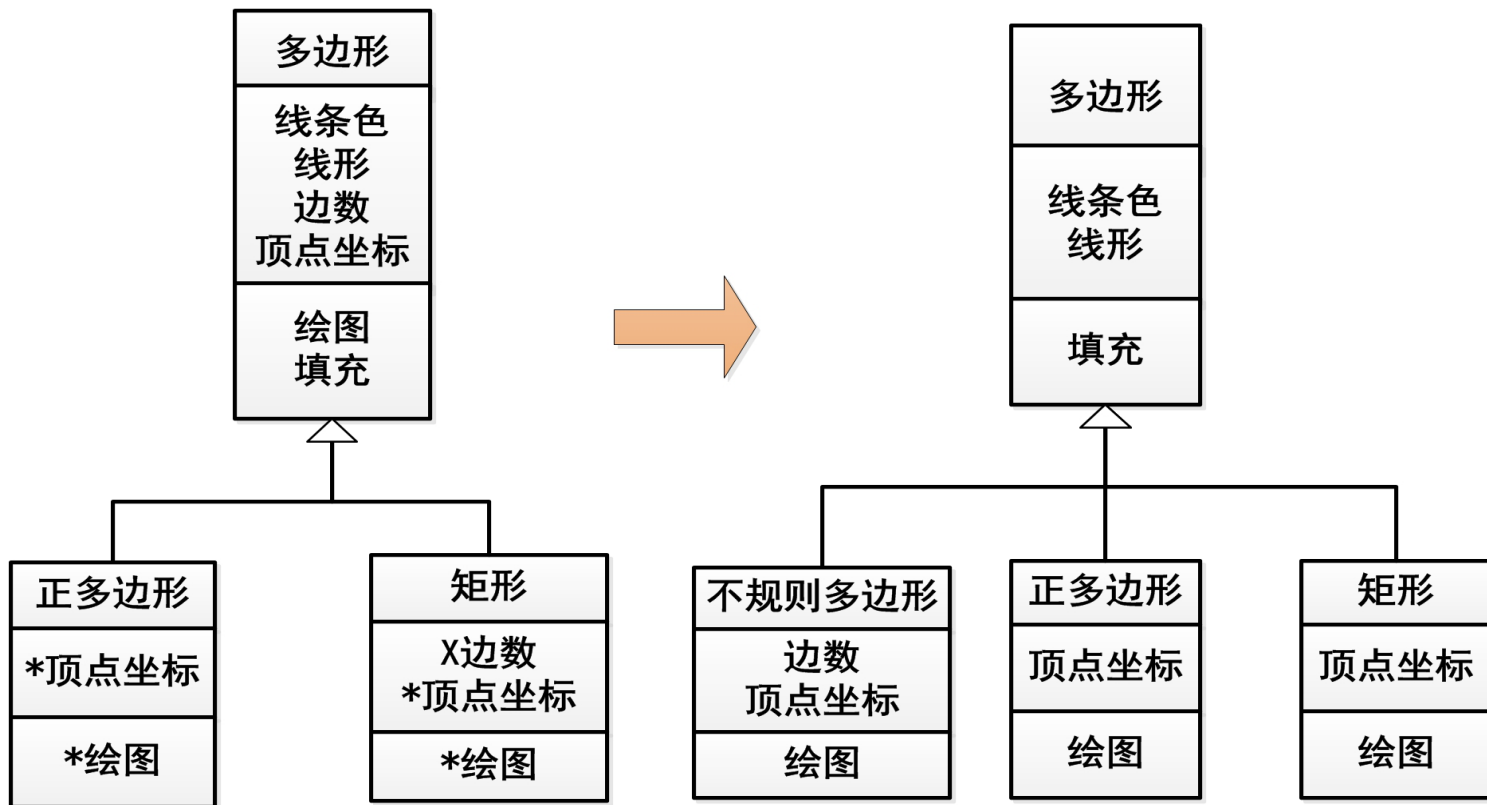 多边形
线条色
线形
边数
顶点坐标
绘图
填充
正多边形
*顶点坐标
*绘图
矩形
X边数
*顶点坐标
*绘图
多边形
线条色
线形
填充
不规则多边形
边数
顶点坐标
绘图
正多边形
顶点坐标
绘图
矩形
顶点坐标
绘图